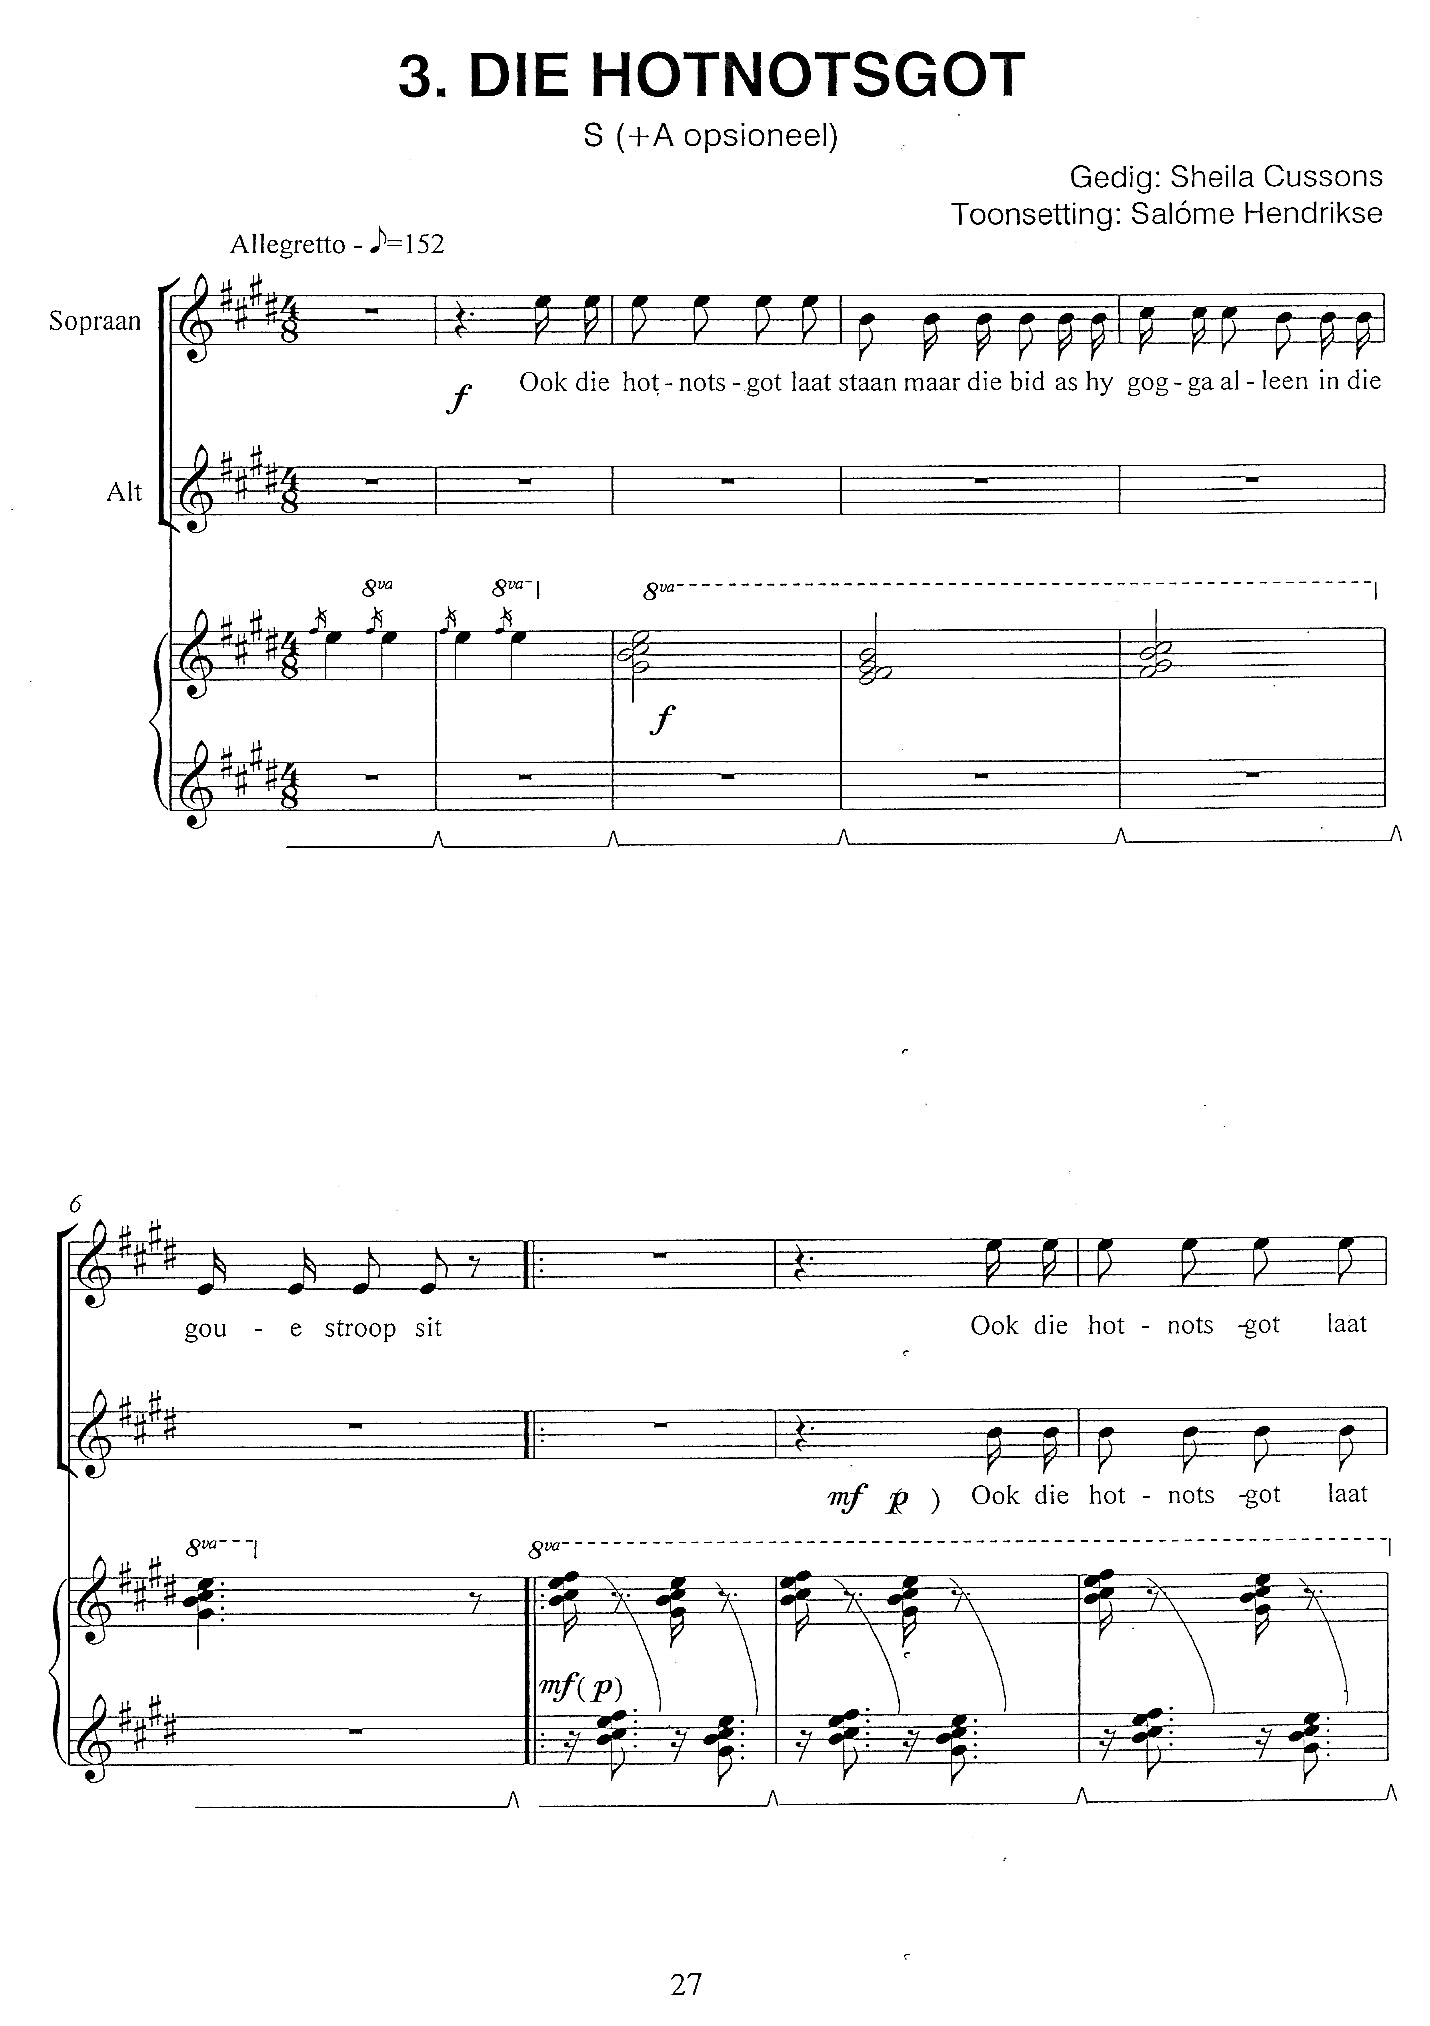 3. DIE HOTNOTSGOT
S (+A opsioneel)
Gedig: Sheila Cussons
Toonsetting: Salóme Hendrikse
Allegretto - ♪=152
Sopraan
f
Ook die hot - nots - got laat staan maar die bid as hy gog - ga al - leen in die
Alt
8va 8va 8va
f
6
gou - e stroop sit Ook die hot - nots - got laat
mf (p) Ook die hot - nots - got laat
8va 8va
mf (p)
27